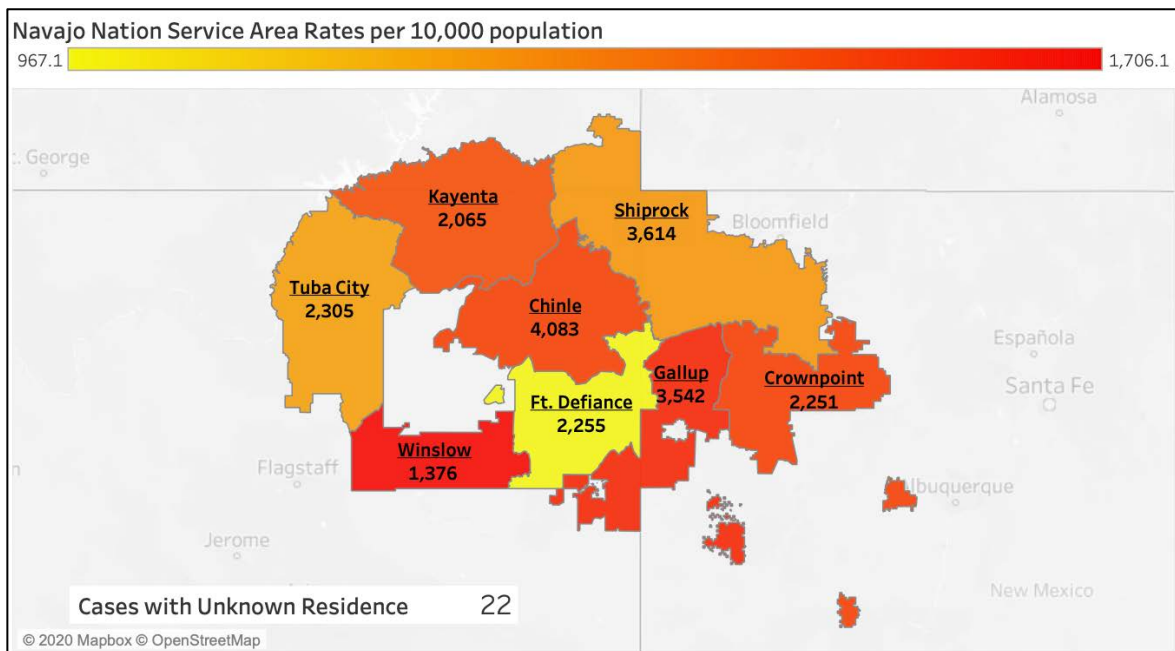 Navajo Nation Service Area Rates per 10,000 population
967.1
1,706.1
Alamosa
t. George
Kayenta
2,065
Shiprock
3,614
Bloomfield
Tuba City
2,305
Chinle
4,083
Española
Gallup
3,542
Crownpoint
2,251
Santa Fe
Ft. Defiance
2,255
Winslow
1,376
Flagstaff
Albuquerque
Jerome
New Mexico
Cases with Unknown Residence 22
© 2020 Mapbox © OpenStreetMap